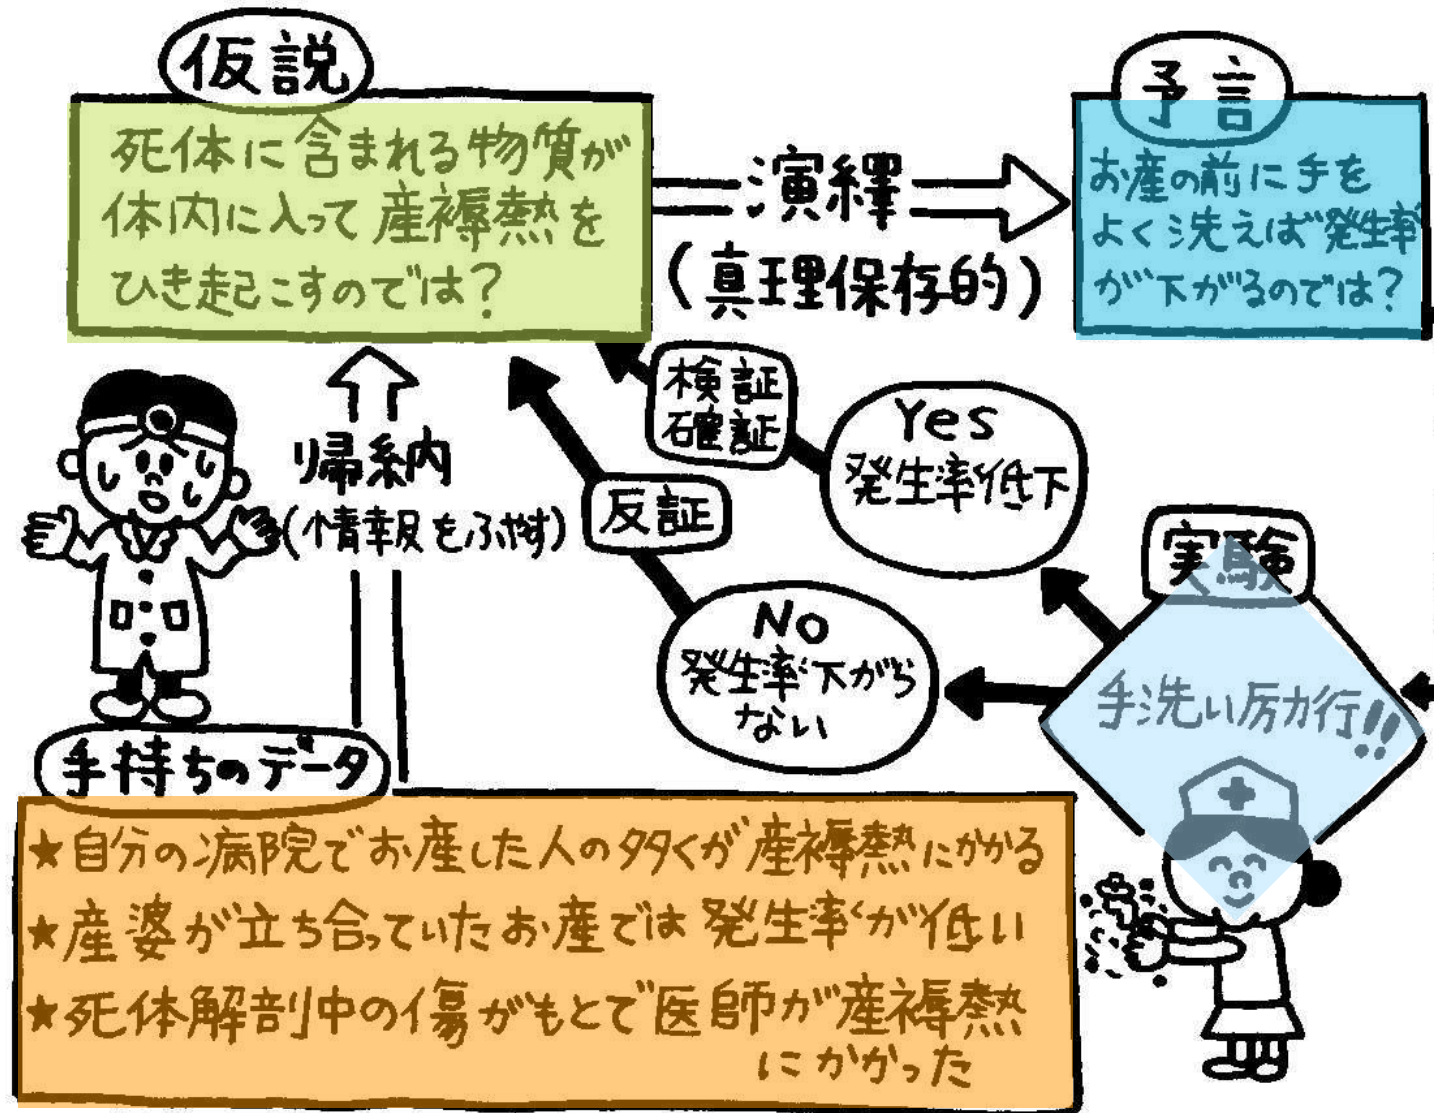 仮説
死体に含まれる物質が
体内に入って産褥熱を
ひき起こすのでは?
演繹
(真理保存的)
予言
お産の前に手を
よく洗えば発生率
が下がるのでは?
検証
確証
Yes
発生率低下
帰納
(情報をふやす)
反証
No
発生率下がら
ない
実験
手洗い励行!!
手持ちのデータ
★自分の病院でお産した人の多くが産褥熱にかかる
★産婆が立ち合っていたお産では発生率が低い
★死体解剖中の傷がもとで医師が産褥熱
にかかった